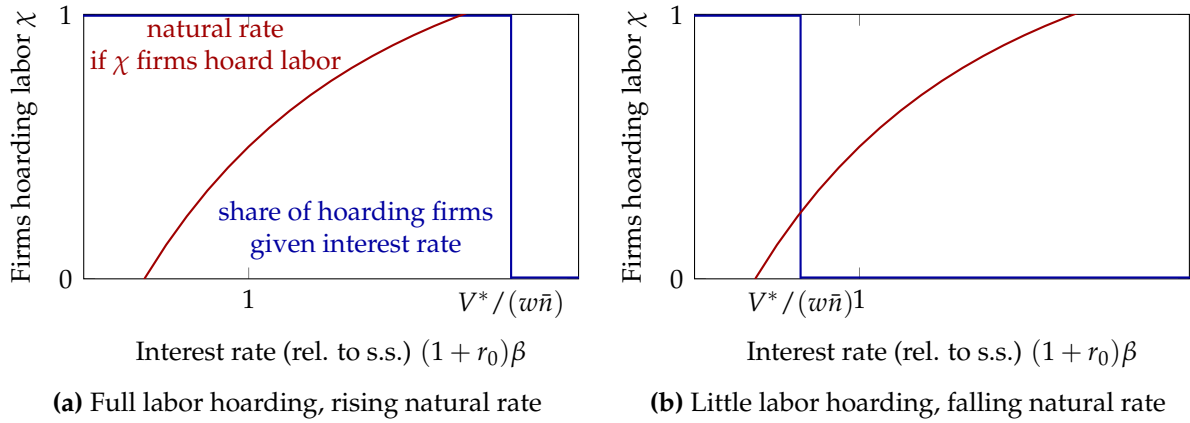 Firms hoarding labor χ
1
0
natural rate
if χ firms hoard labor
share of hoarding firms
given interest rate
1
V*/(wn̄)
Interest rate (rel. to s.s.) (1 + r₀)β
(a) Full labor hoarding, rising natural rate
Firms hoarding labor χ
1
0
V*/(wn̄)
1
Interest rate (rel. to s.s.) (1 + r₀)β
(b) Little labor hoarding, falling natural rate